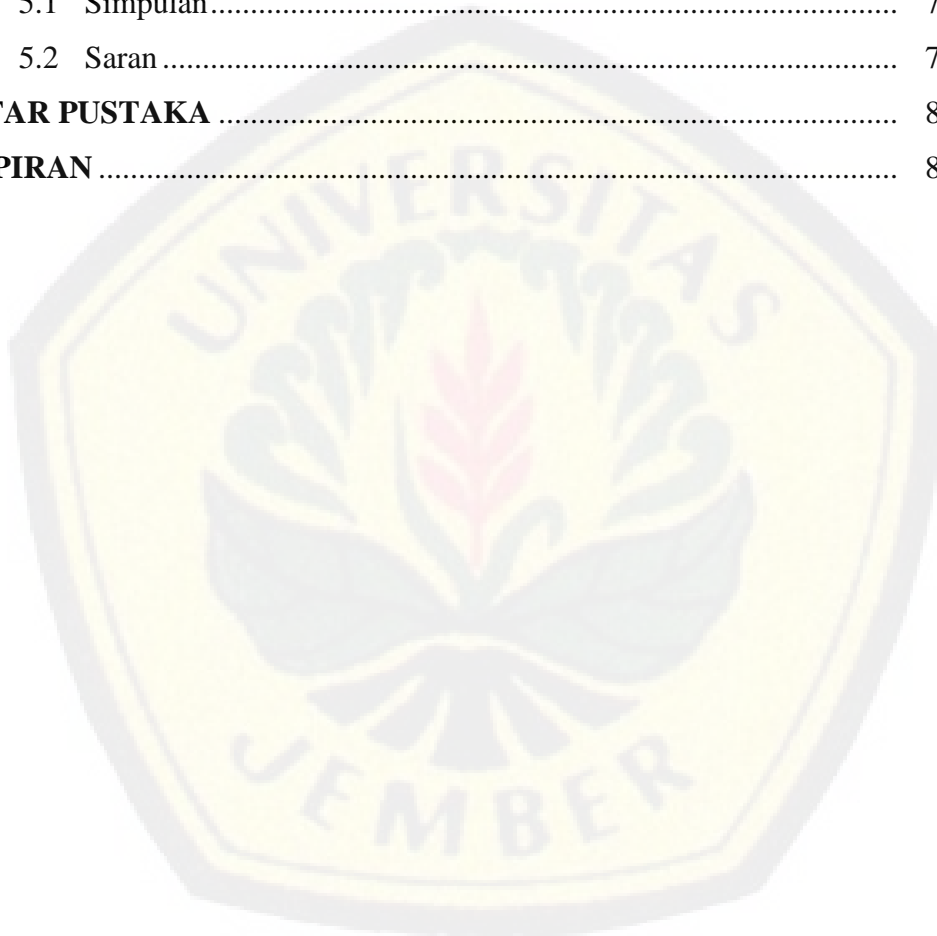 5.1 Simpulan........................................................................................ 7
5.2 Saran ............................................................................................. 7
TAR PUSTAKA ...................................................................................... 8
PIRAN ..................................................................................................... 8
UNIVERSITAS
JEMBER